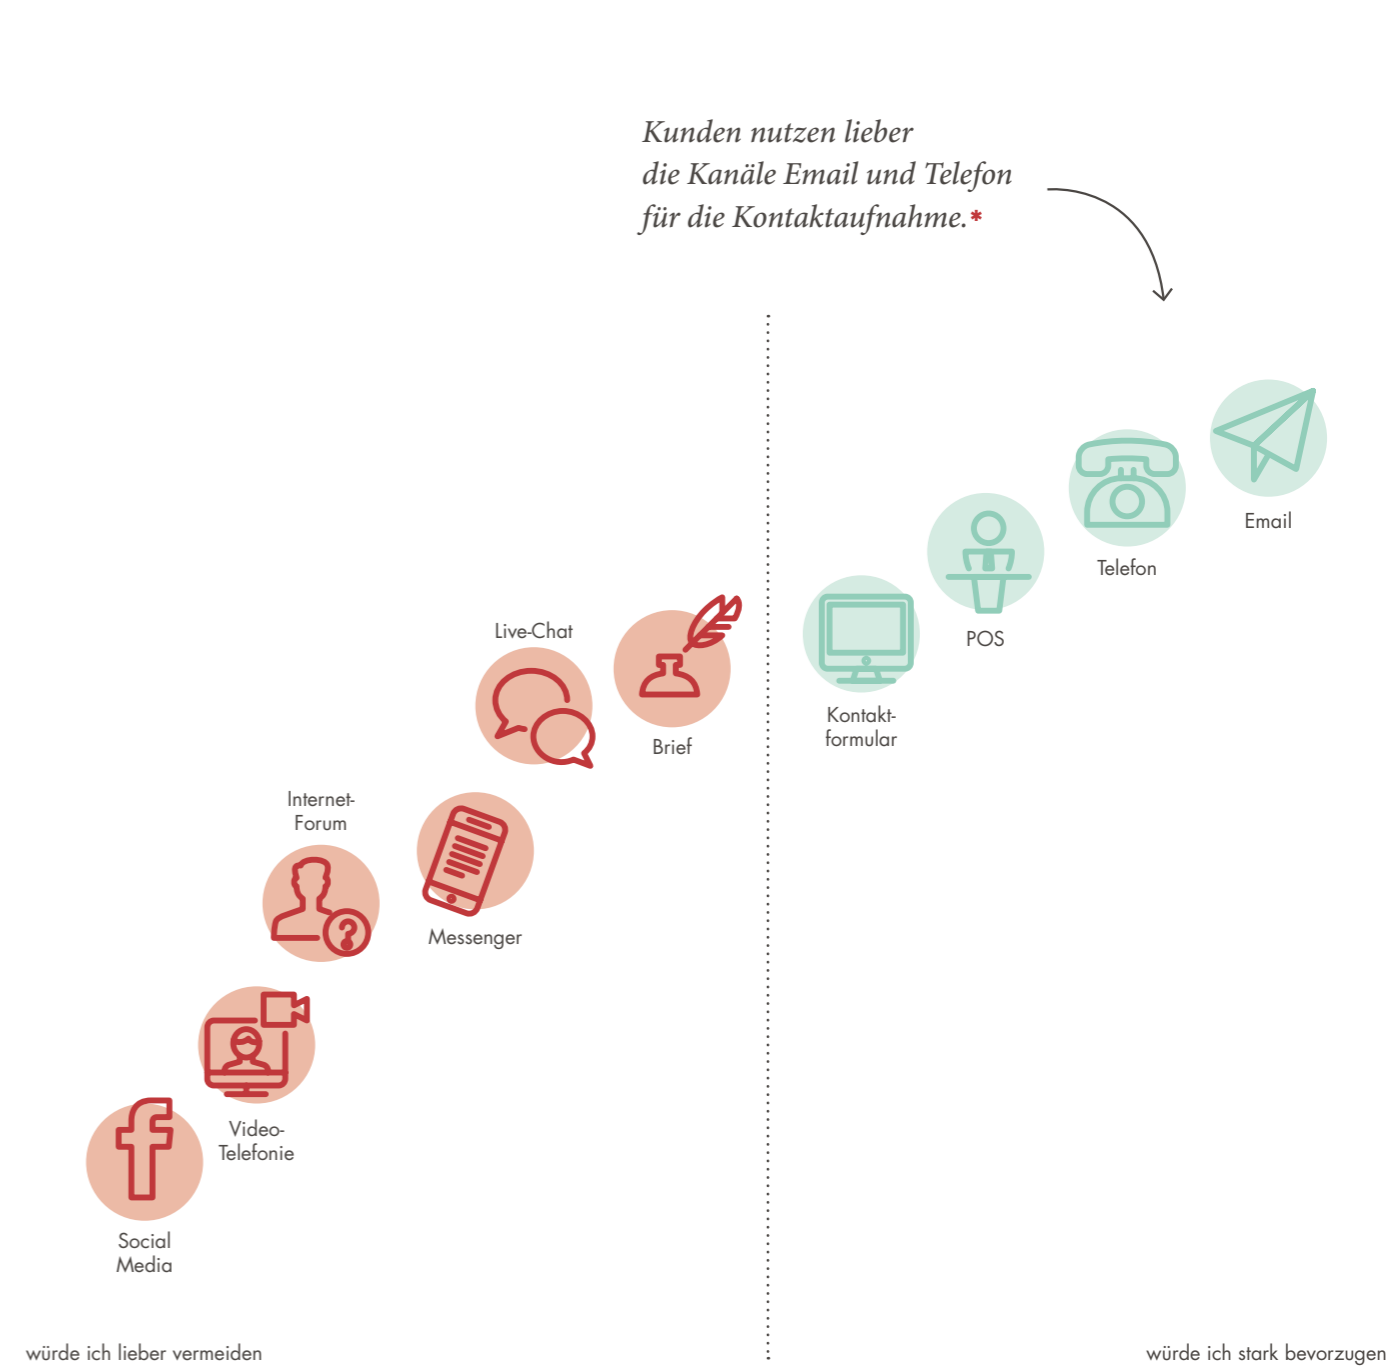 Kunden nutzen lieber
die Kanäle Email und Telefon
für die Kontaktaufnahme.*
Email
Telefon
POS
Kontakt-
formular
Live-Chat
Brief
Internet-
Forum
Messenger
Video-
Telefonie
Social
Media
würde ich lieber vermeiden
würde ich stark bevorzugen